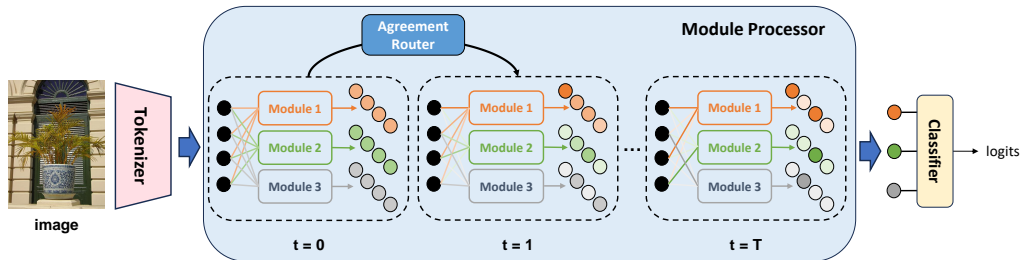 Agreement
Router
Module Processor
Tokenizer
Module 1
Module 2
Module 3
Module 1
Module 2
Module 3
...
Module 1
Module 2
Module 3
Classifier
logits
image
t = 0
t = 1
t = T